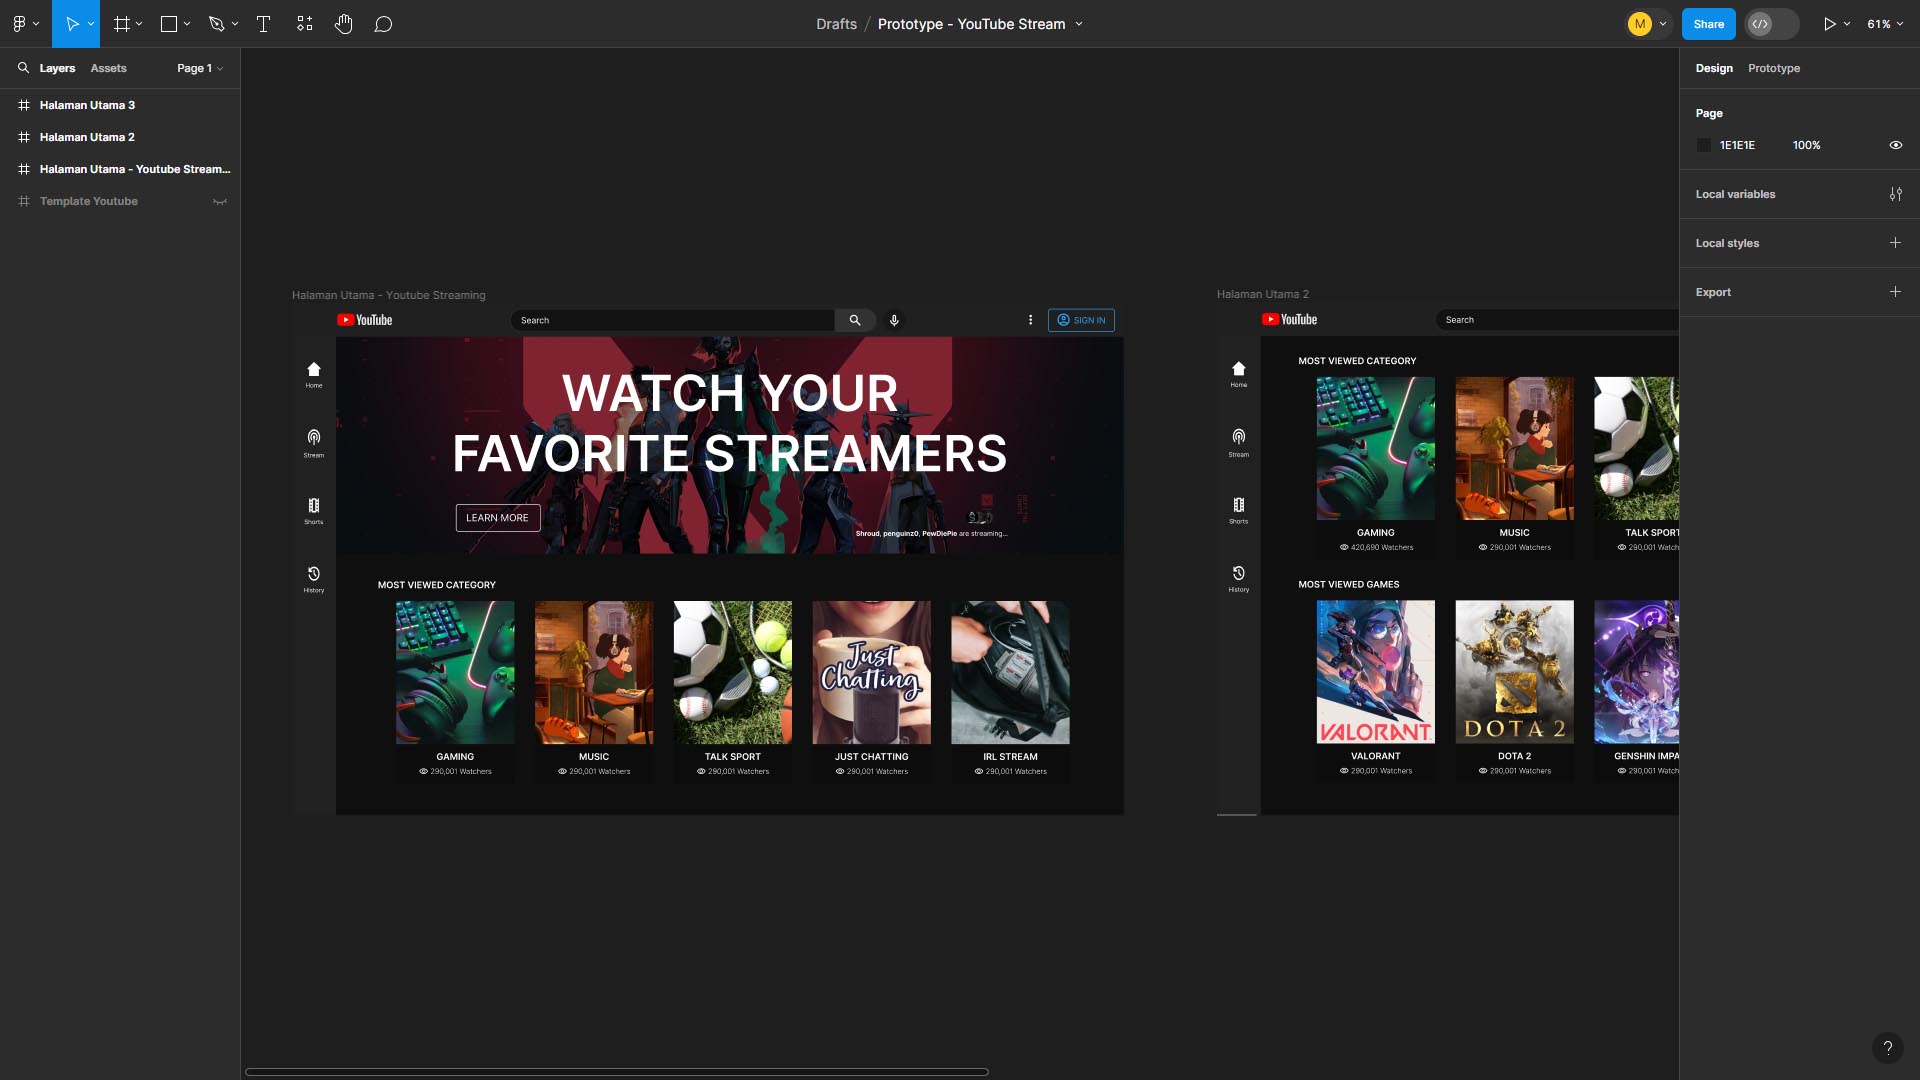 Drafts / Prototype - YouTube Stream
M
Share
61%
Layers Assets Page 1
Halaman Utama 3
Halaman Utama 2
Halaman Utama - Youtube Stream...
Template Youtube
Design Prototype
Page
1E1E1E 100%
Local variables
Local styles
Export
?
Halaman Utama - Youtube Streaming
YouTube
Search
SIGN IN
Home
Stream
Shorts
History
WATCH YOUR
FAVORITE STREAMERS
LEARN MORE
Shroud, penguinz0, PewDiePie are streaming...
MOST VIEWED CATEGORY
Just
Chatting
GAMING MUSIC TALK SPORT JUST CHATTING IRL STREAM
290,001 Watchers 290,001 Watchers 290,001 Watchers 290,001 Watchers 290,001 Watchers
Halaman Utama 2
YouTube
Search
Home
Stream
Shorts
History
MOST VIEWED CATEGORY
GAMING MUSIC TALK SPORT
420,690 Watchers 290,001 Watchers 290,001 Watch
MOST VIEWED GAMES
VALORANT DOTA 2
VALORANT DOTA 2 GENSHIN IMPA
290,001 Watchers 290,001 Watchers 290,001 Watch